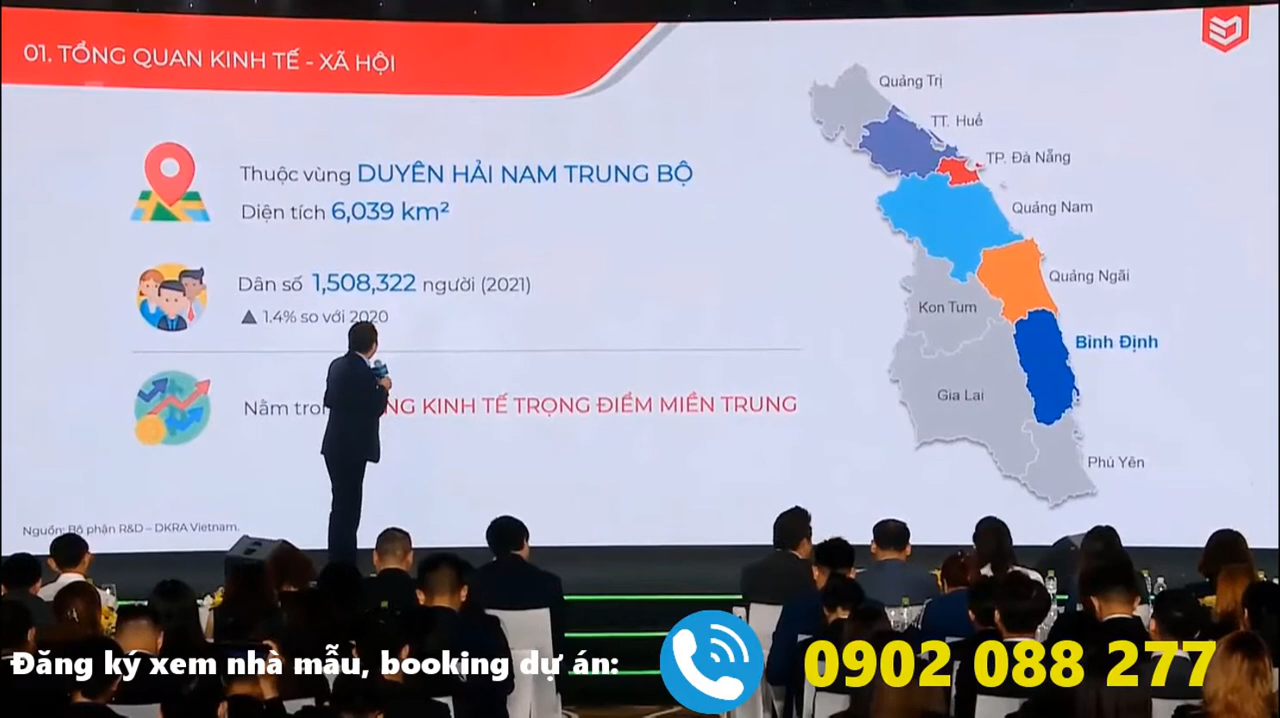 01. TỔNG QUAN KINH TẾ - XÃ HỘI
Thuộc vùng DUYÊN HẢI NAM TRUNG BỘ
Diện tích 6,039 km²
Dân số 1,508,322 người (2021)
▲ 1.4% so với 2020
Nằm KINH TẾ TRỌNG ĐIỂM MIỀN TRUNG
Quảng Trị
TT. Huế
TP. Đà Nẵng
Quảng Nam
Quảng Ngãi
Kon Tum
Bình Định
Gia Lai
Phú Yên
Nguồn: Bộ phận R&D – DKRA Vietnam.
Đăng ký xem nhà mẫu, booking dự án:
0902 088 277